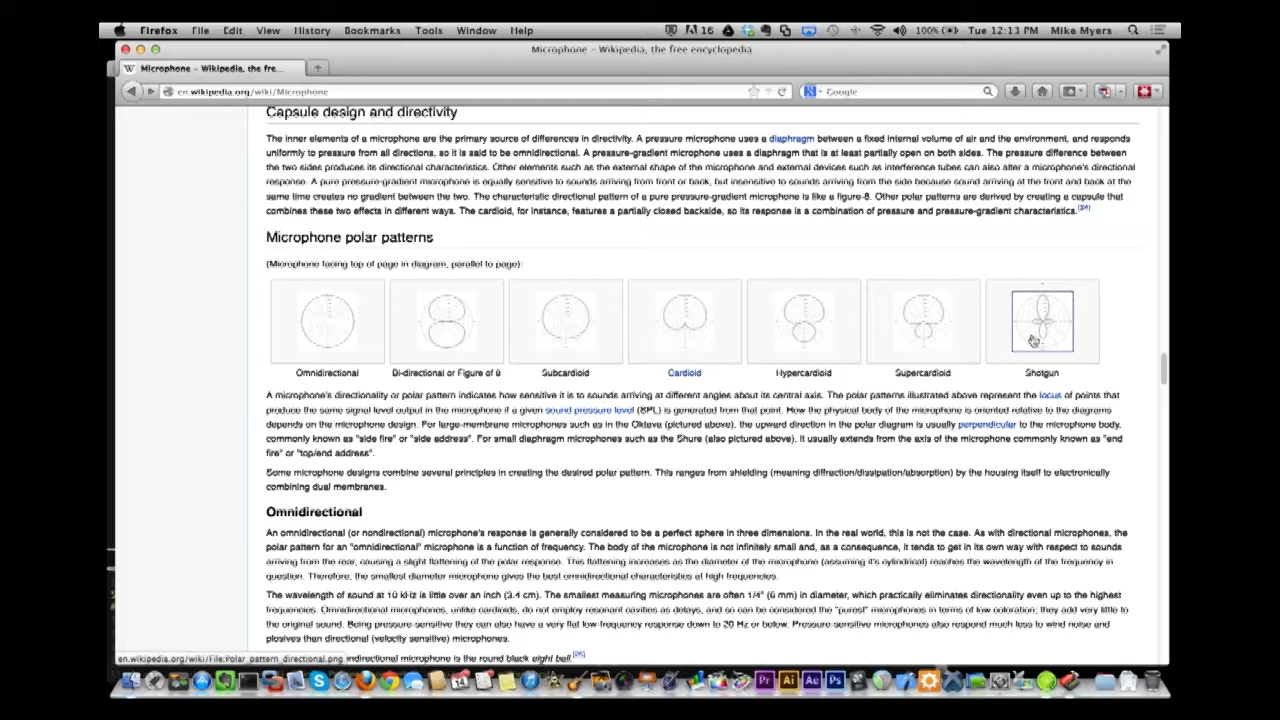 Firefox File Edit View History Bookmarks Tools Window Help 16 100% Tue 12:13 PM Mike Myers
Microphone – Wikipedia, the free encyclopedia
W Microphone – Wikipedia, the fre... +
en.wikipedia.org/wiki/Microphone Google
Capsule design and directivity
The inner elements of a microphone are the primary source of differences in directivity. A pressure microphone uses a diaphragm between a fixed internal volume of air and the environment, and responds
uniformly to pressure from all directions, so it is said to be omnidirectional. A pressure-gradient microphone uses a diaphragm that is at least partially open on both sides. The pressure difference between
the two sides produces its directional characteristics. Other elements such as the external shape of the microphone and external devices such as interference tubes can also alter a microphone's directional
response. A pure pressure-gradient microphone is equally sensitive to sounds arriving from front or back, but insensitive to sounds arriving from the side because sound arriving at the front and back at the
same time creates no gradient between the two. The characteristic directional pattern of a pure pressure-gradient microphone is like a figure-8. Other polar patterns are derived by creating a capsule that
combines these two effects in different ways. The cardioid, for instance, features a partially closed backside, so its response is a combination of pressure and pressure-gradient characteristics.[24]
Microphone polar patterns
(Microphone facing top of page in diagram, parallel to page):
Omnidirectional Bi-directional or Figure of 8 Subcardioid Cardioid Hypercardioid Supercardioid Shotgun
A microphone's directionality or polar pattern indicates how sensitive it is to sounds arriving at different angles about its central axis. The polar patterns illustrated above represent the locus of points that
produce the same signal level output in the microphone if a given sound pressure level (SPL) is generated from that point. How the physical body of the microphone is oriented relative to the diagrams
depends on the microphone design. For large-membrane microphones such as in the Oktava (pictured above), the upward direction in the polar diagram is usually perpendicular to the microphone body,
commonly known as "side fire" or "side address". For small diaphragm microphones such as the Shure (also pictured above), it usually extends from the axis of the microphone commonly known as "end
fire" or "top/end address".
Some microphone designs combine several principles in creating the desired polar pattern. This ranges from shielding (meaning diffraction/dissipation/absorption) by the housing itself to electronically
combining dual membranes.
Omnidirectional
An omnidirectional (or nondirectional) microphone's response is generally considered to be a perfect sphere in three dimensions. In the real world, this is not the case. As with directional microphones, the
polar pattern for an "omnidirectional" microphone is a function of frequency. The body of the microphone is not infinitely small and, as a consequence, it tends to get in its own way with respect to sounds
arriving from the rear, causing a slight flattening of the polar response. This flattening increases as the diameter of the microphone (assuming it's cylindrical) reaches the wavelength of the frequency in
question. Therefore, the smallest diameter microphone gives the best omnidirectional characteristics at high frequencies.
The wavelength of sound at 10 kHz is little over an inch (3.4 cm). The smallest measuring microphones are often 1/4" (6 mm) in diameter, which practically eliminates directionality even up to the highest
frequencies. Omnidirectional microphones, unlike cardioids, do not employ resonant cavities as delays, and so can be considered the "purest" microphones in terms of low coloration; they add very little to
the original sound. Being pressure-sensitive they can also have a very flat low-frequency response down to 20 Hz or below. Pressure-sensitive microphones also respond much less to wind noise and
plosives than directional (velocity sensitive) microphones.
en.wikipedia.org/wiki/File:Polar_pattern_directional.png ndirectional microphone is the round black eight ball.[25]
Pr Ai Ae Ps